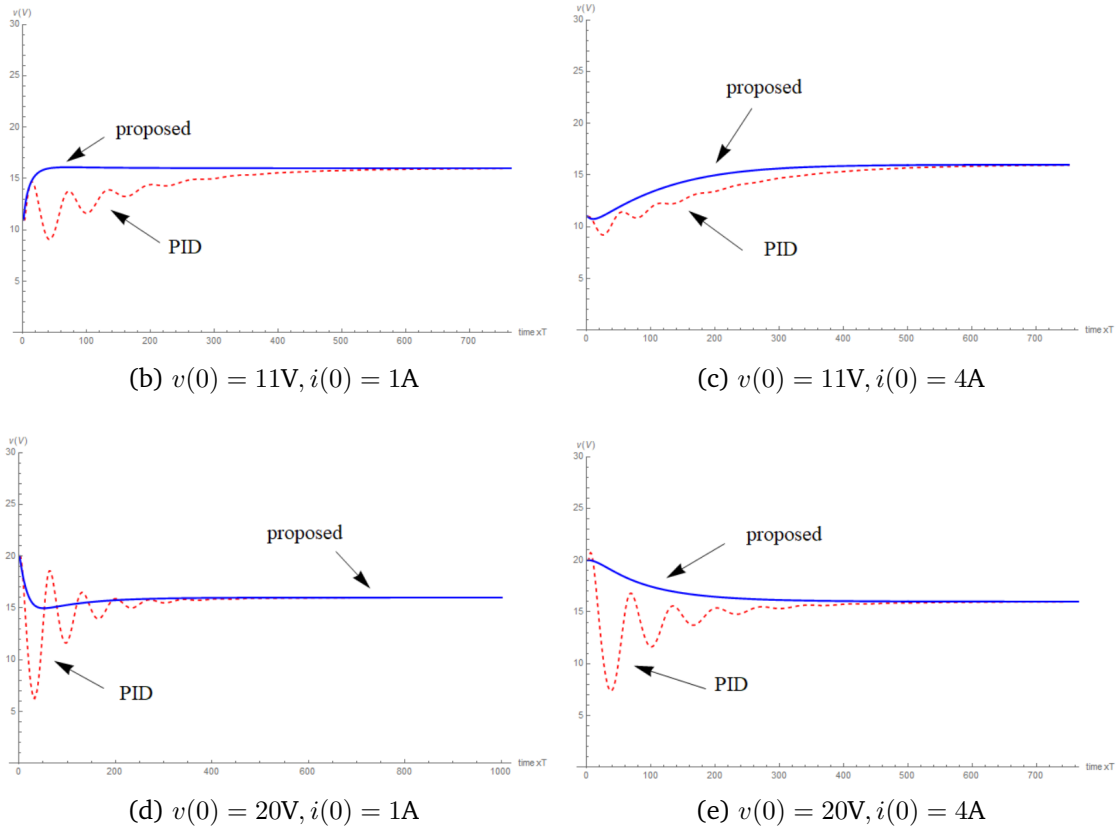 v(V)
30
25
20
15
10
5
0
100
200
300
400
500
600
700
time xT
proposed
PID
(b) v(0) = 11V, i(0) = 1A
v(V)
30
25
20
15
10
5
0
100
200
300
400
500
600
700
time xT
proposed
PID
(c) v(0) = 11V, i(0) = 4A
v(V)
30
25
20
15
10
5
0
200
400
600
800
1000
time xT
proposed
PID
(d) v(0) = 20V, i(0) = 1A
v(V)
30
25
20
15
10
5
0
100
200
300
400
500
600
700
time xT
proposed
PID
(e) v(0) = 20V, i(0) = 4A